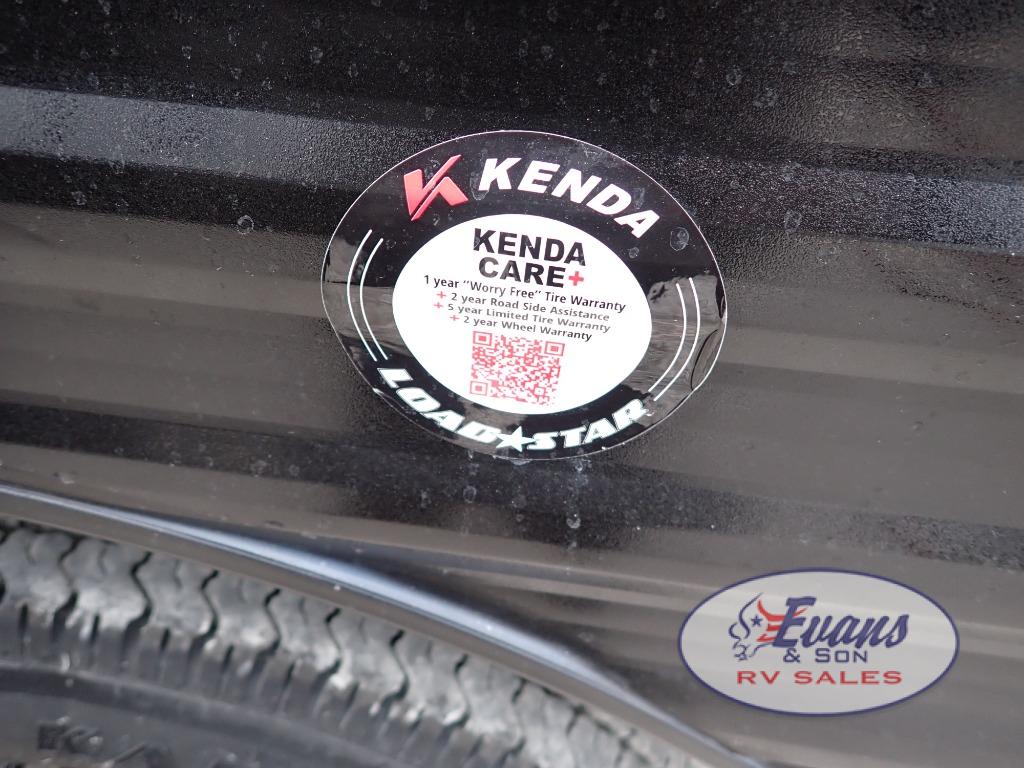 KENDA
KENDA
CARE+
1 year "Worry Free" Tire Warranty
+ 2 year Road Side Assistance
+ 5 year Limited Tire Warranty
+ 2 year Wheel Warranty
LOAD★STAR
Evans
& SON
RV SALES